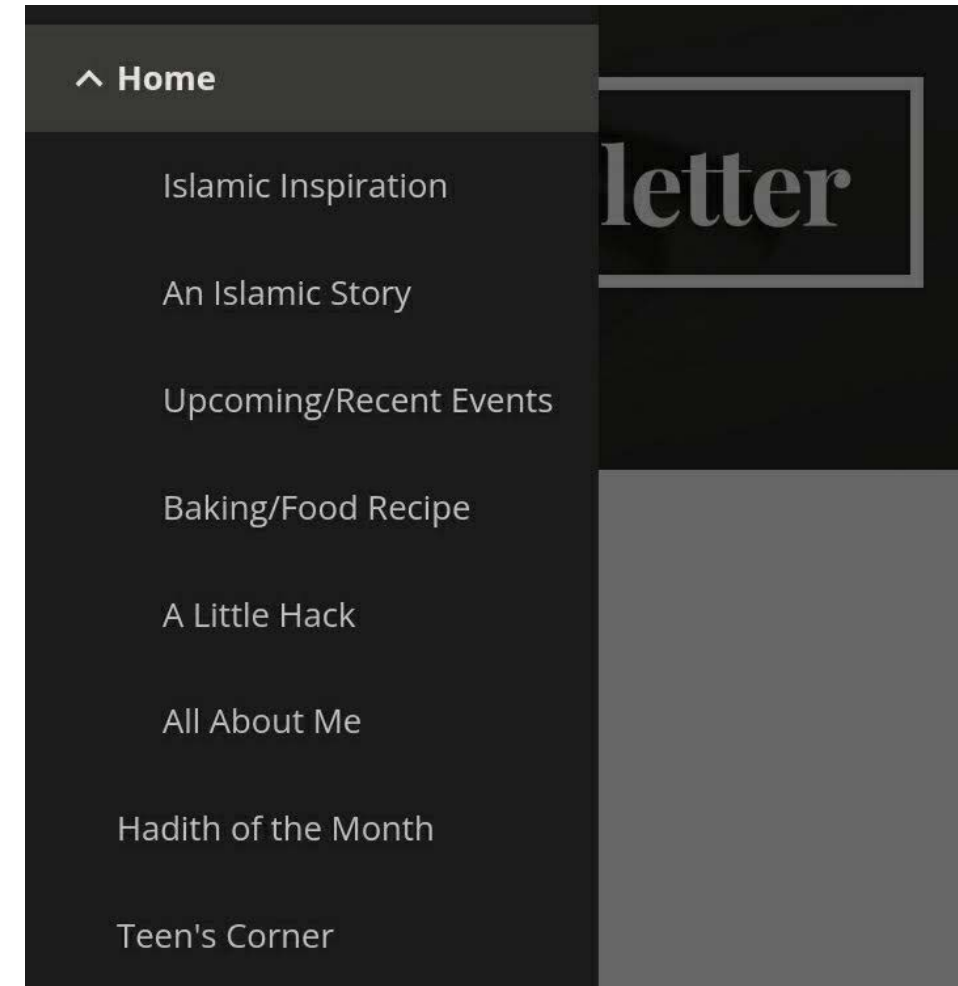 Home
letter
Islamic Inspiration
An Islamic Story
Upcoming/Recent Events
Baking/Food Recipe
A Little Hack
All About Me
Hadith of the Month
Teen's Corner